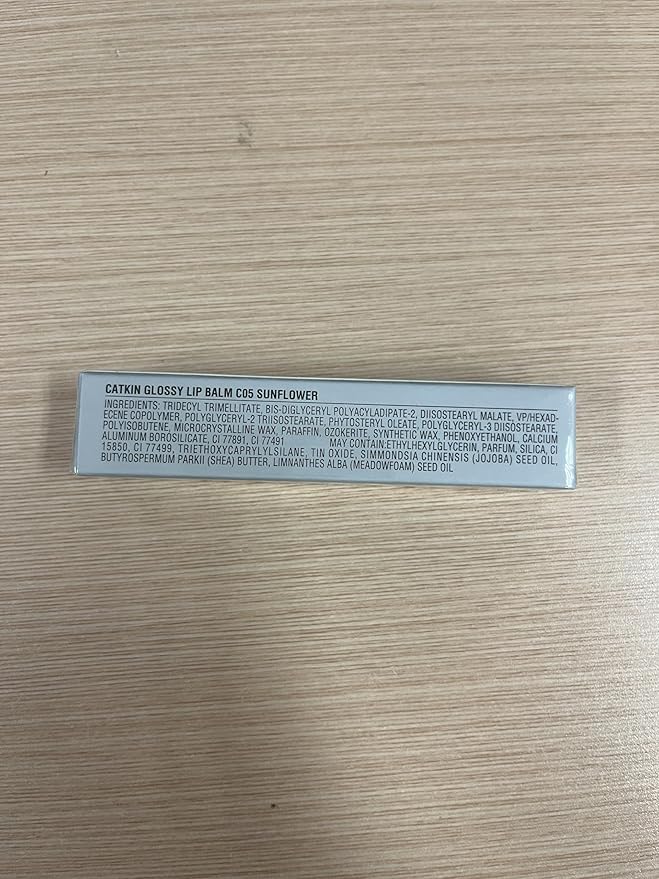 CATKIN GLOSSY LIP BALM C05 SUNFLOWER
INGREDIENTS: TRIDECYL TRIMELLITATE, BIS-DIGLYCERYL POLYACYLADIPATE-2, DIISOSTEARYL MALATE, VP/HEXAD-
ECENE COPOLYMER, POLYGLYCERYL-2 TRIISOSTEARATE, PHYTOSTERYL OLEATE, POLYGLYCERYL-3 DIISOSTEARATE,
POLYISOBUTENE, MICROCRYSTALLINE WAX, PARAFFIN, OZOKERITE, SYNTHETIC WAX, PHENOXYETHANOL, CALCIUM
ALUMINUM BOROSILICATE, CI 77891, CI 77491 MAY CONTAIN:ETHYLHEXYLGLYCERIN, PARFUM, SILICA, CI
15850, CI 77499, TRIETHOXYCAPRYLYLSILANE, TIN OXIDE, SIMMONDSIA CHINENSIS (JOJOBA) SEED OIL,
BUTYROSPERMUM PARKII (SHEA) BUTTER, LIMNANTHES ALBA (MEADOWFOAM) SEED OIL